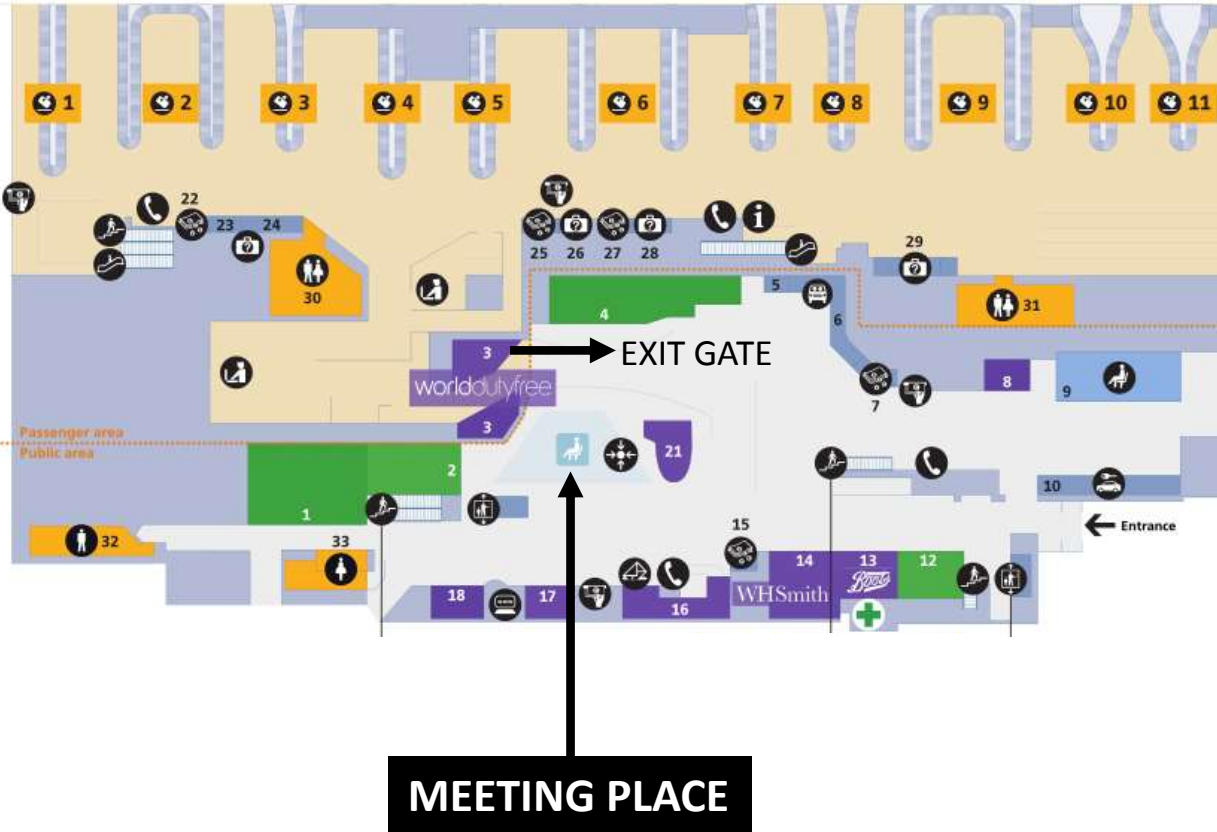 1 2 3 4 5 6 7 8 9 10 11
22
23 24
25 26 27 28
29
30
31
4
5
6
3
EXIT GATE
worlddutyfree
3
7
8
9
Passenger area
Public area
21
2
1
10
Entrance
32
33
15
14 13 12
WHSmith
Boots
18 17 16
MEETING PLACE